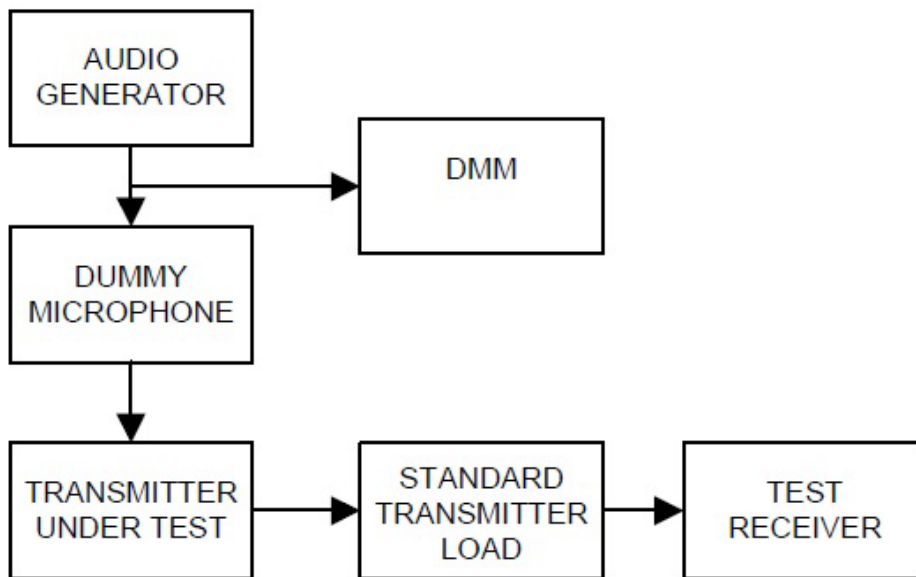 AUDIO
GENERATOR
DMM
DUMMY
MICROPHONE
TRANSMITTER
UNDER TEST
STANDARD
TRANSMITTER
LOAD
TEST
RECEIVER